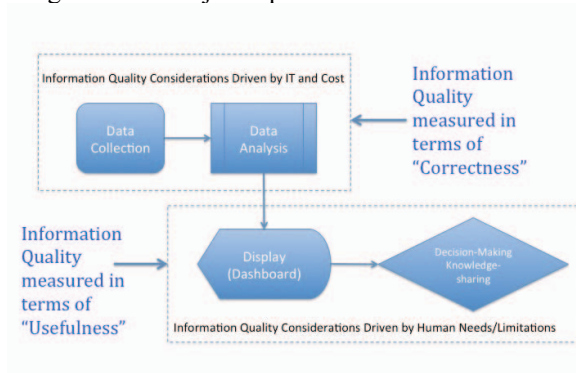 Information Quality Considerations Driven by IT and Cost
Data
Collection
Data
Analysis
Information
Quality
measured in
terms of
“Correctness”
Information
Quality
measured in
terms of
“Usefulness”
Display
(Dashboard)
Decision-Making
Knowledge-
sharing
Information Quality Considerations Driven by Human Needs/Limitations